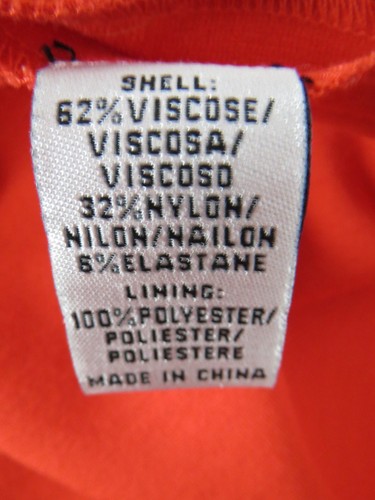 SHELL:
62%VISCOSE/
VISCOSA/
VISCOSO
32%NYLON/
NILON/NAILON
6%ELASTANE
LINING:
100%POLYESTER/
POLIESTER/
POLIESTERE
MADE IN CHINA